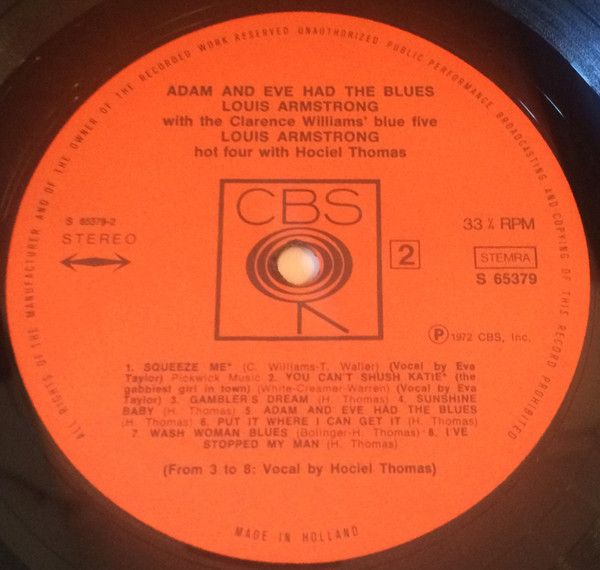 ALL RIGHTS OF THE MANUFACTURER AND OF THE OWNER OF THE RECORDED WORK RESERVED UNAUTHORIZED PUBLIC PERFORMANCE BROADCASTING AND COPYING OF THIS RECORD PROHIBITED
ADAM AND EVE HAD THE BLUES
LOUIS ARMSTRONG
with the Clarence Williams' blue five
LOUIS ARMSTRONG
hot four with Hociel Thomas
CBS
S 65379-2
STEREO
2
33⅓ RPM
STEMRA
S 65379
Ⓟ 1972 CBS, Inc.
1. SQUEEZE ME* (C. Williams-T. Waller) (Vocal by Eva
Taylor) Pickwick Music 2. YOU CAN'T SHUSH KATIE* (the
gabbiest girl in town) (White-Creamer-Warren) (Vocal by Eva
Taylor) 3. GAMBLER'S DREAM (H. Thomas) 4. SUNSHINE
BABY (H. Thomas) 5. ADAM AND EVE HAD THE BLUES
(H. Thomas) 6. PUT IT WHERE I CAN GET IT (H. Thomas)
7. WASH WOMAN BLUES (Bolinger-H Thomas) 8. I'VE
STOPPED MY MAN (H. Thomas)
(From 3 to 8: Vocal by Hociel Thomas)
MADE IN HOLLAND